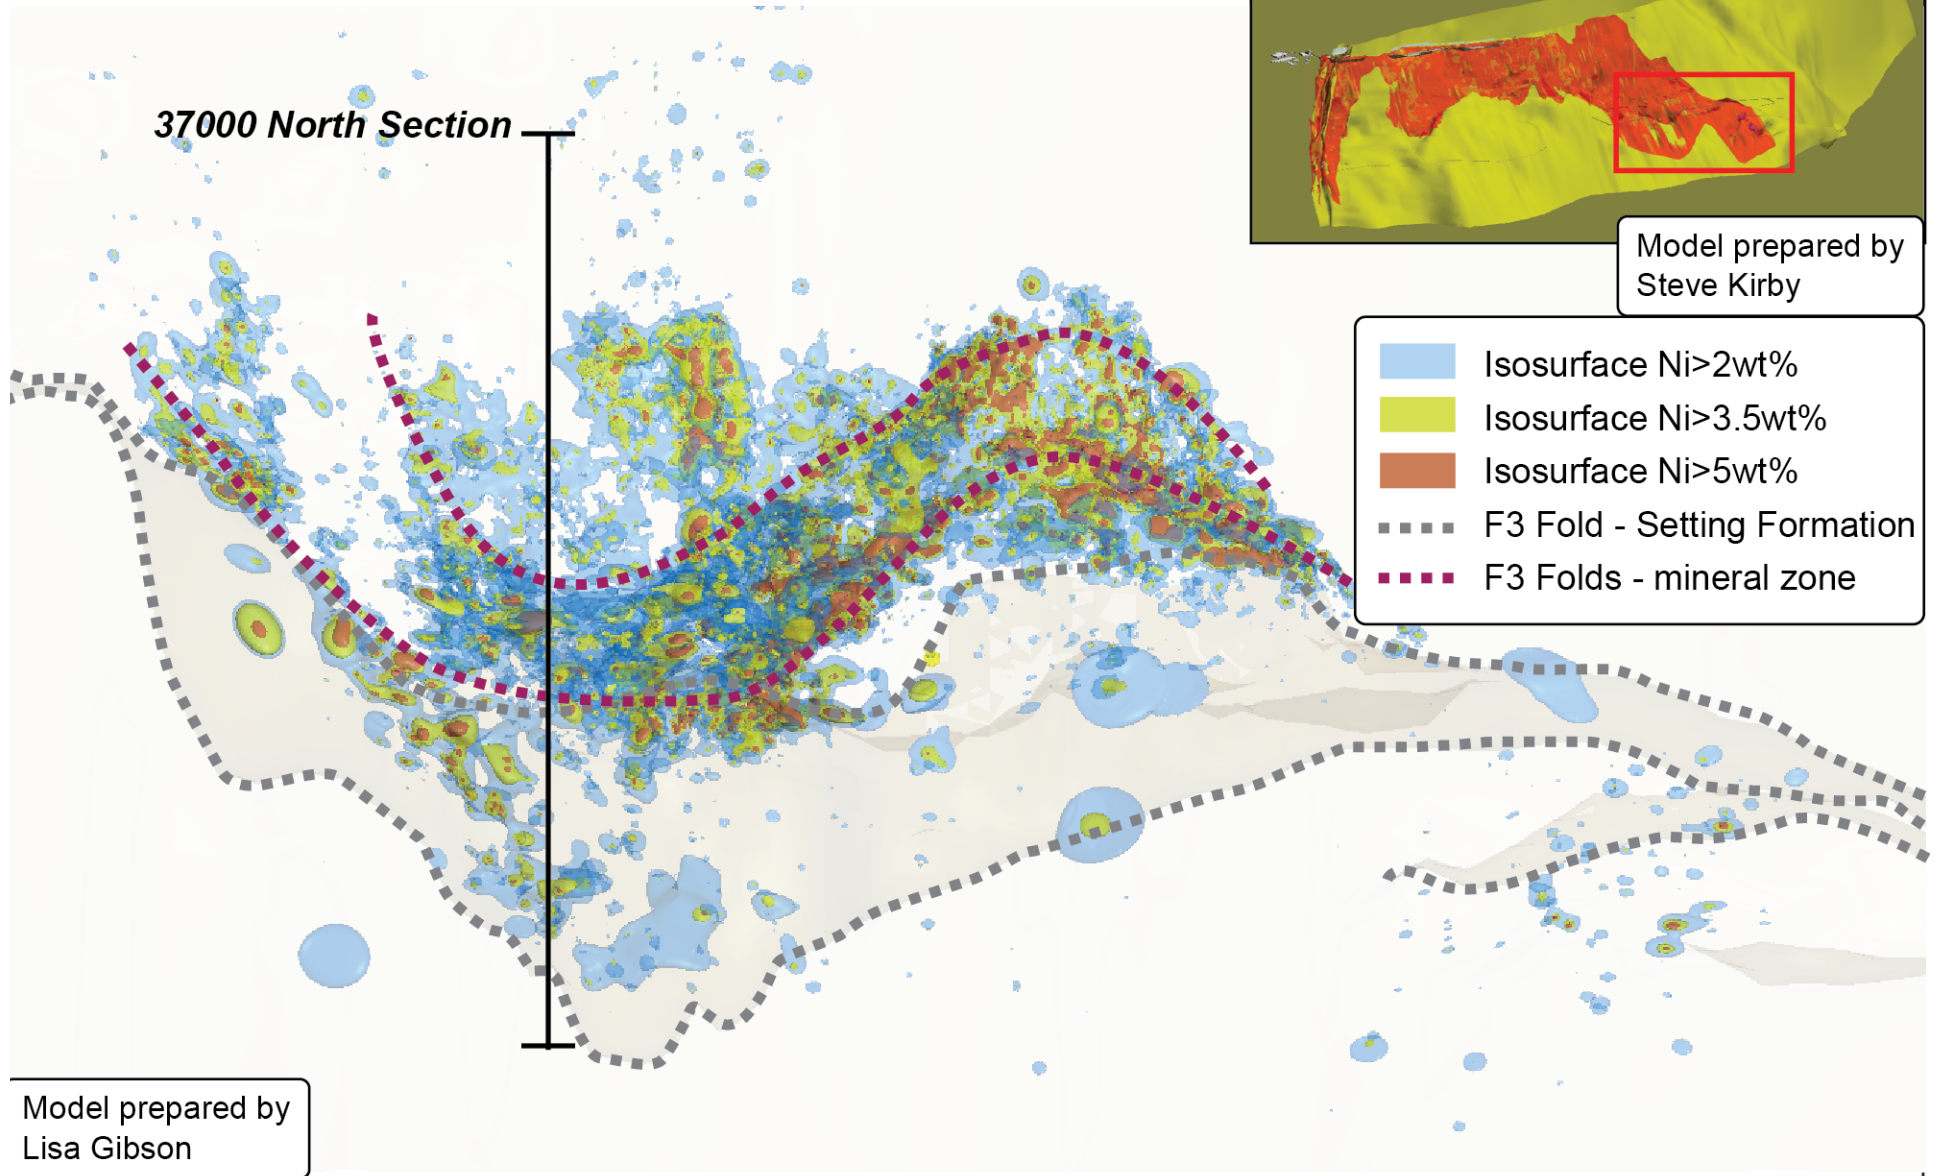 37000 North Section
Model prepared by
Steve Kirby
Isosurface Ni>2wt%
Isosurface Ni>3.5wt%
Isosurface Ni>5wt%
F3 Fold - Setting Formation
F3 Folds - mineral zone
Model prepared by
Lisa Gibson